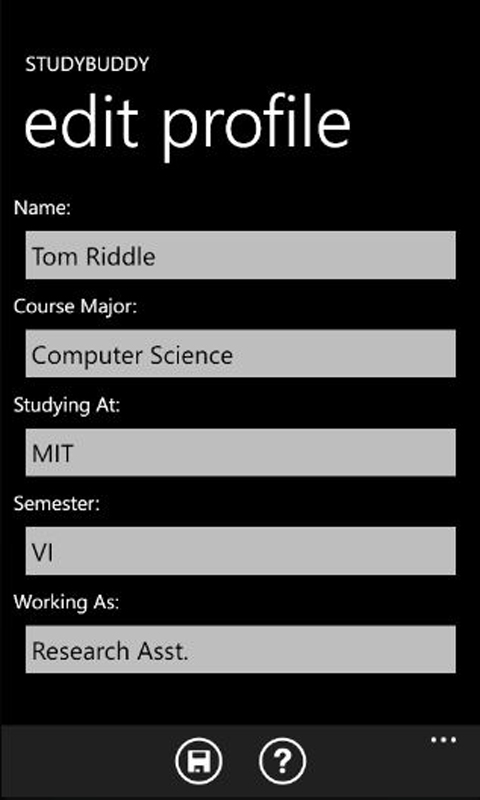 STUDYBUDDY
edit profile
Name:
Tom Riddle
Course Major:
Computer Science
Studying At:
MIT
Semester:
VI
Working As:
Research Asst.
?